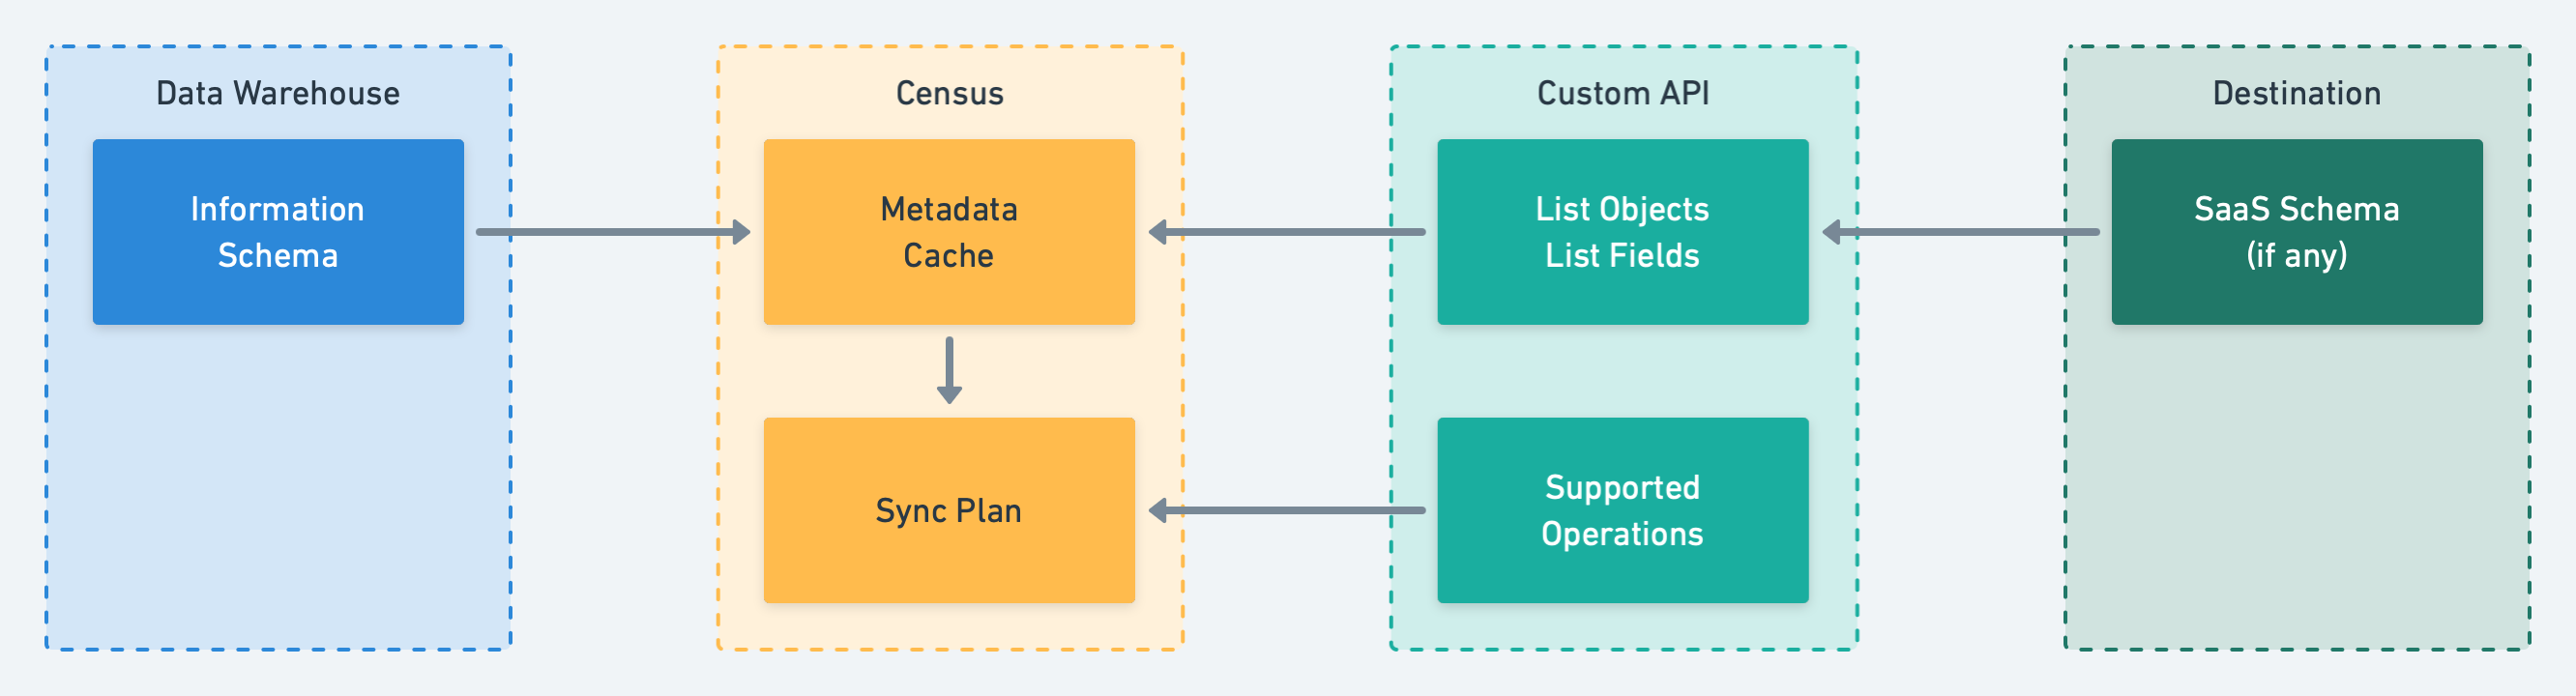 Data Warehouse
Information
Schema
Census
Metadata
Cache
Sync Plan
Custom API
List Objects
List Fields
Supported
Operations
Destination
SaaS Schema
(if any)